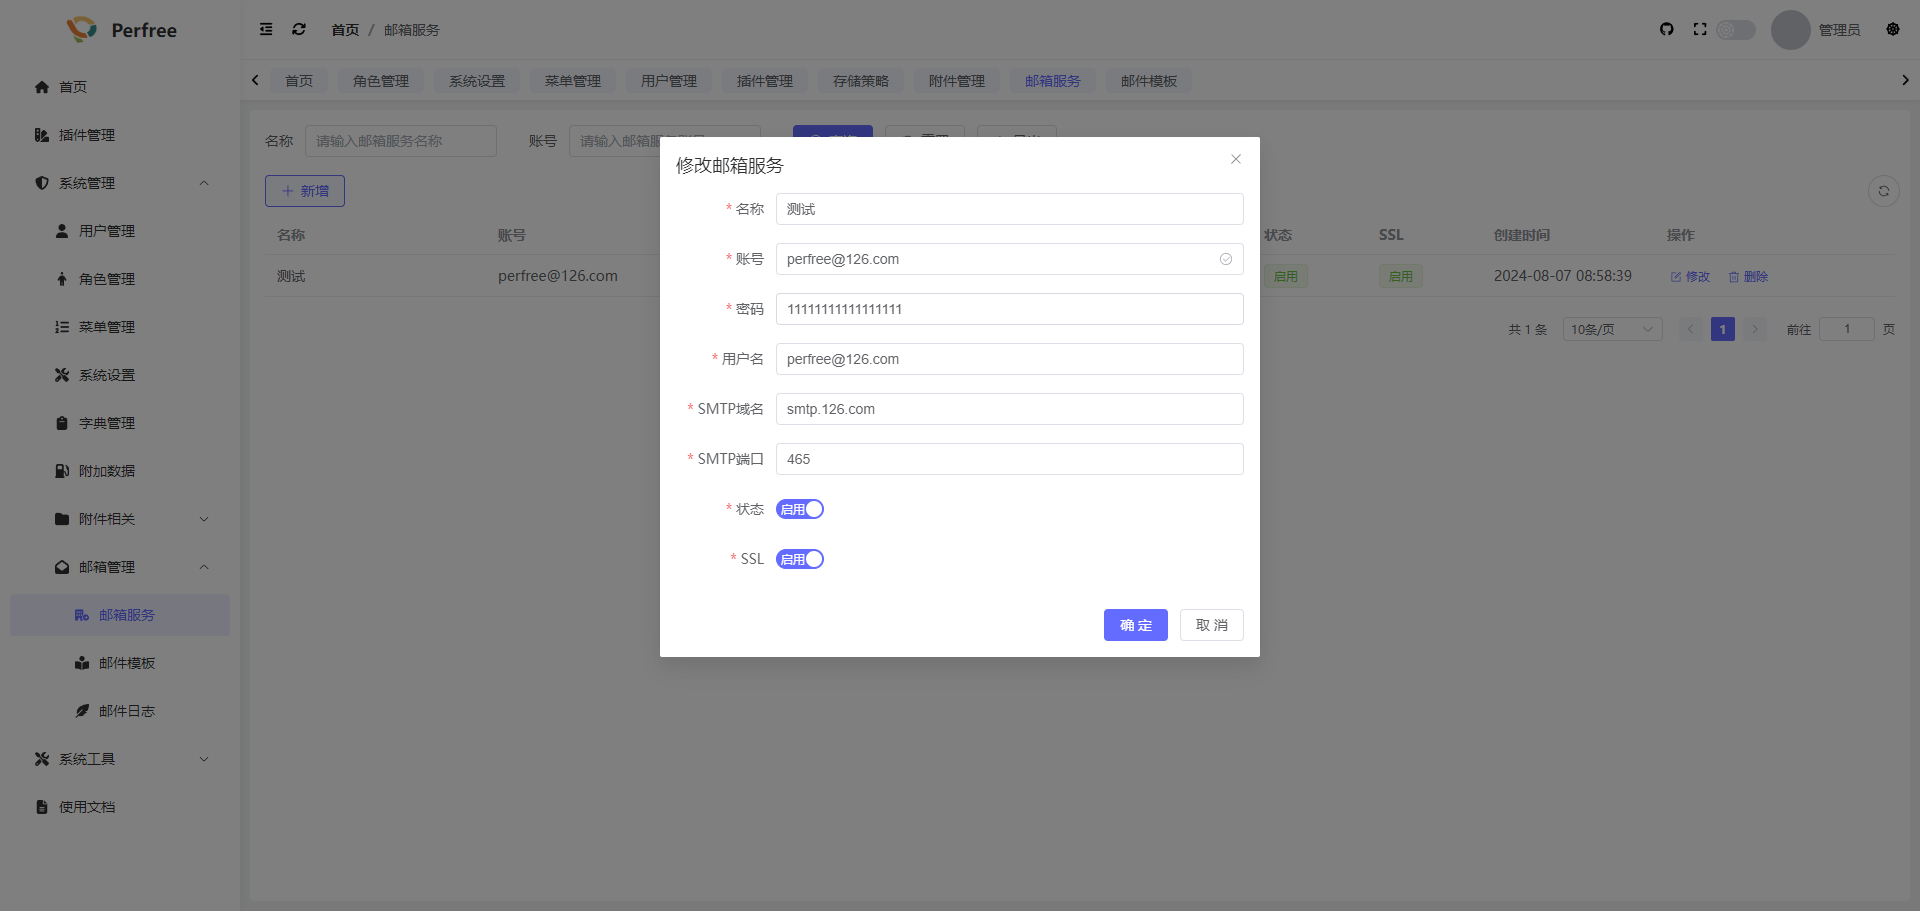 Perfree
首页 / 邮箱服务
管理员
首页
角色管理
系统设置
菜单管理
用户管理
插件管理
存储策略
附件管理
邮箱服务
邮件模板
首页
插件管理
系统管理
用户管理
角色管理
菜单管理
系统设置
字典管理
附加数据
附件相关
邮箱管理
邮箱服务
邮件模板
邮件日志
系统工具
使用文档
名称 请输入邮箱服务名称
账号
新增
名称 账号 状态 SSL 创建时间 操作
测试 perfree@126.com 启用 启用 2024-08-07 08:58:39 修改 删除
共 1 条 10条/页 1 前往 1 页
修改邮箱服务
* 名称 测试
* 账号 perfree@126.com
* 密码 11111111111111111
* 用户名 perfree@126.com
* SMTP域名 smtp.126.com
* SMTP端口 465
* 状态 启用
* SSL 启用
确 定 取 消